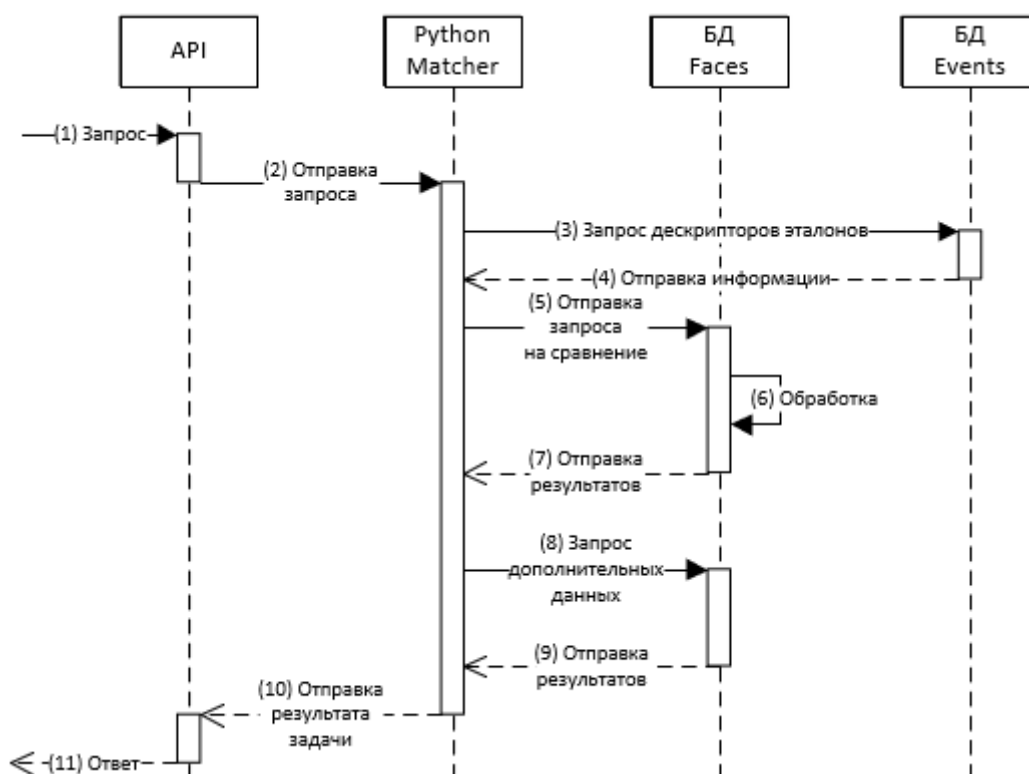 API
Python
Matcher
БД
Faces
БД
Events
(1) Запрос
(2) Отправка
запроса
(3) Запрос дескрипторов эталонов
(4) Отправка информации
(5) Отправка
запроса
на сравнение
(6) Обработка
(7) Отправка
результатов
(8) Запрос
дополнительных
данных
(9) Отправка
результатов
(10) Отправка
результата
задачи
(11) Ответ